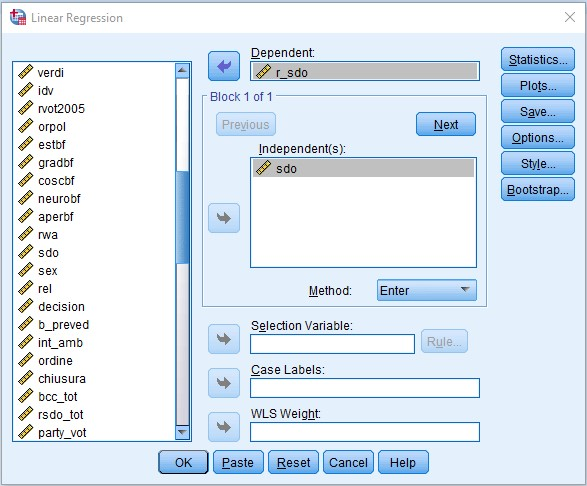 Linear Regression
verdi
idv
rvot2005
orpol
estbf
gradbf
coscbf
neurobf
aperbf
rwa
sdo
sex
rel
decision
b_preved
int_amb
ordine
chiusura
bcc_tot
rsdo_tot
party_vot
Dependent:
r_sdo
Block 1 of 1
Previous
Next
Independent(s):
sdo
Method:
Enter
Selection Variable:
Rule...
Case Labels:
WLS Weight:
Statistics...
Plots...
Save...
Options...
Style...
Bootstrap...
OK
Paste
Reset
Cancel
Help